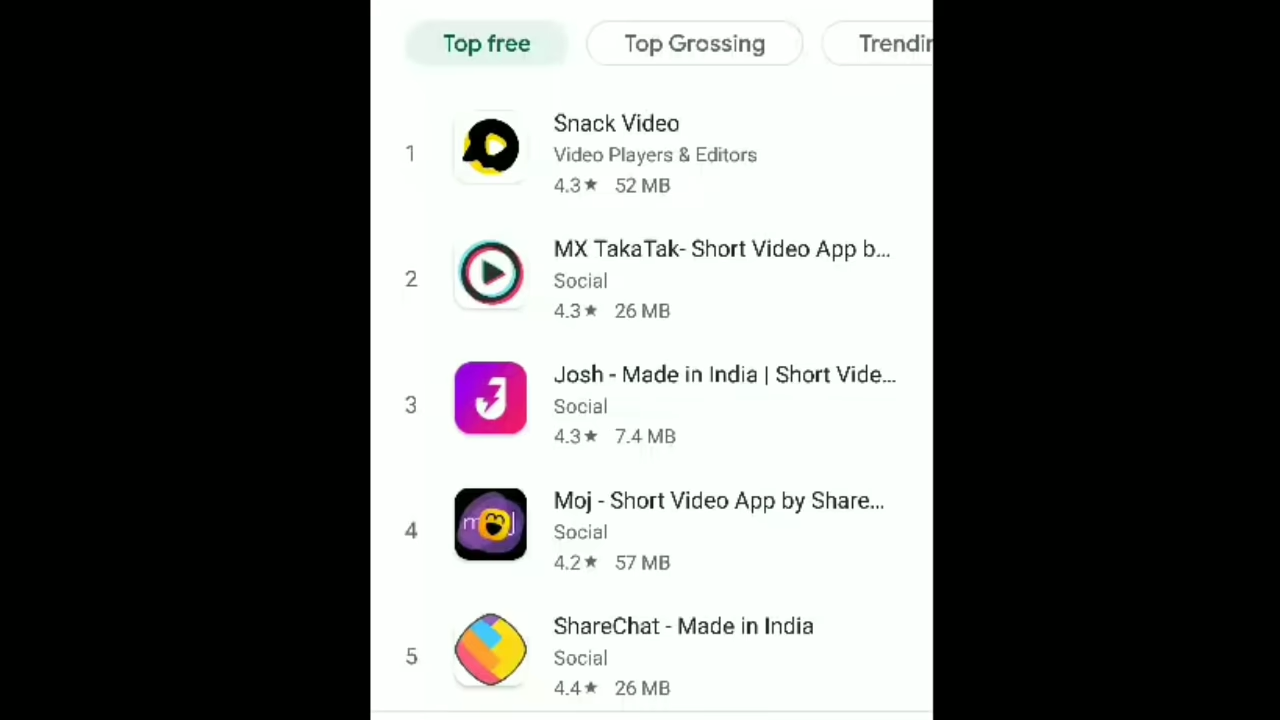 Top free
Top Grossing
Trendin
1
Snack Video
Video Players & Editors
4.3★ 52 MB
2
MX TakaTak- Short Video App b...
Social
4.3★ 26 MB
3
Josh - Made in India | Short Vide...
Social
4.3★ 7.4 MB
4
moj
Moj - Short Video App by Share...
Social
4.2★ 57 MB
5
ShareChat - Made in India
Social
4.4★ 26 MB